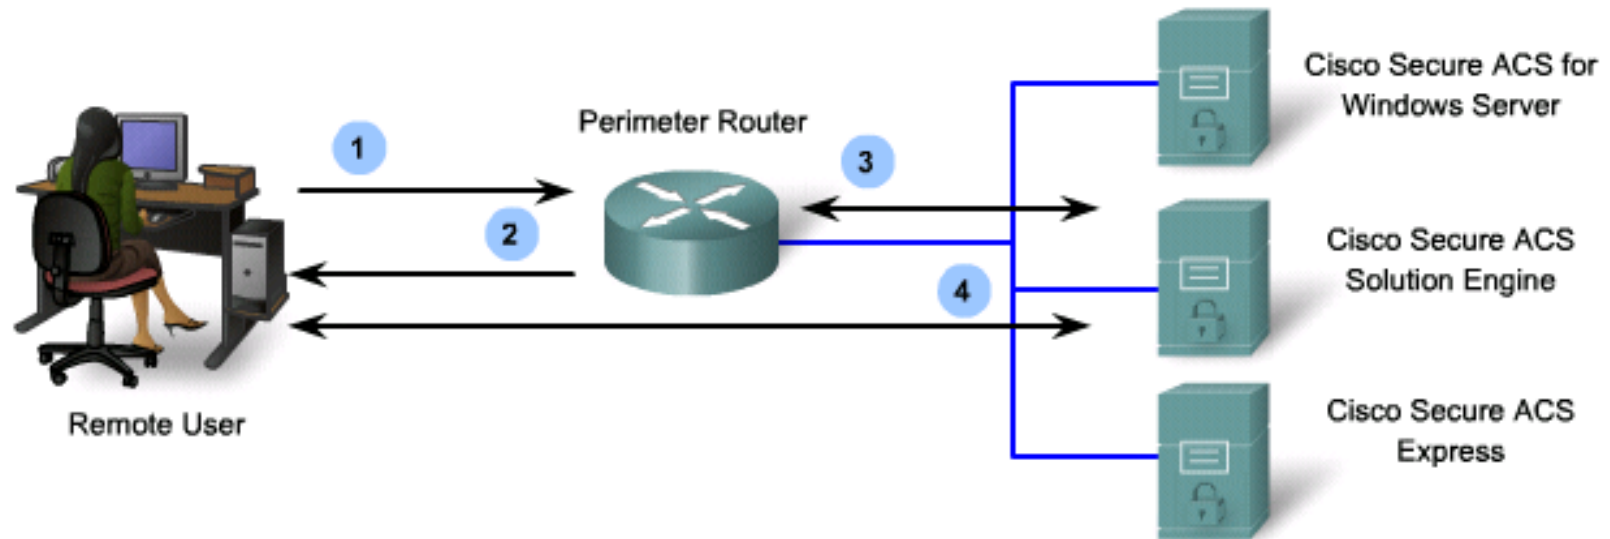 Remote User
1
2
Perimeter Router
3
4
Cisco Secure ACS for
Windows Server
Cisco Secure ACS
Solution Engine
Cisco Secure ACS
Express